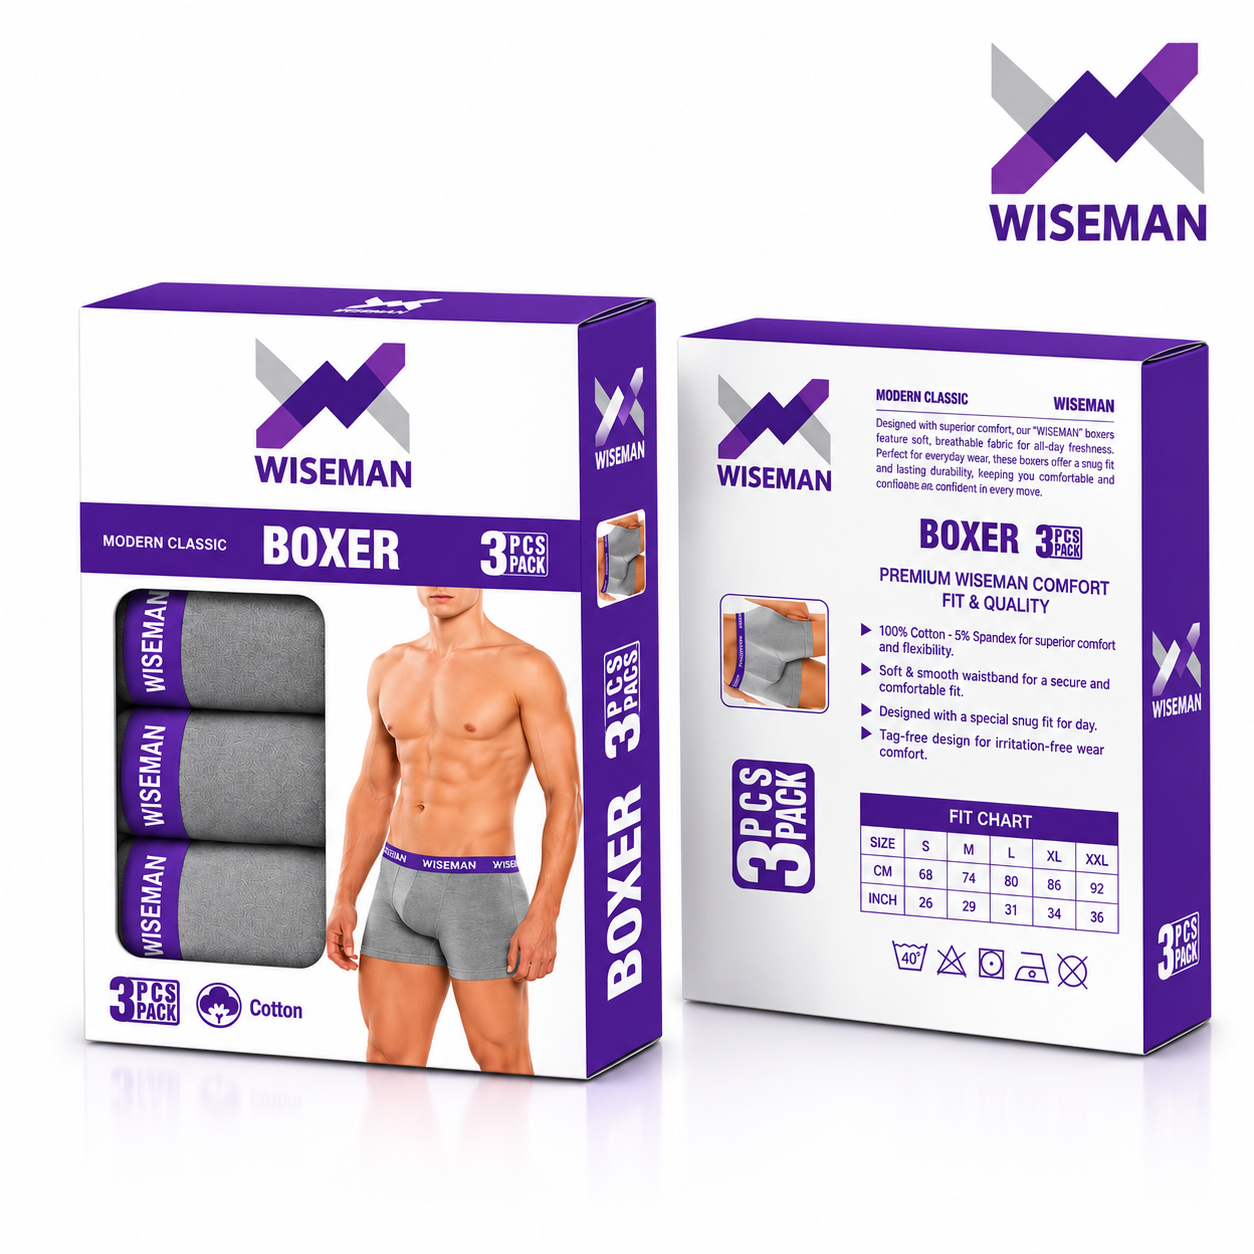 WISEMAN
WISEMAN
WISEMAN
MODERN CLASSIC
BOXER
3 PCS PACK
WISEMAN
WISEMAN
WISEMAN
WISEMAN
WISEMAN
3 PCS PACK
Cotton
WISEMAN
BOXER
3 PCS PACS
WISEMAN
MODERN CLASSIC
WISEMAN
Designed with superior comfort, our "WISEMAN" boxers
feature soft, breathable fabric for all-day freshness.
Perfect for everyday wear, these boxers offer a snug fit
and lasting durability, keeping you comfortable and
confident in every move.
BOXER
3 PCS PACK
PREMIUM WISEMAN COMFORT
FIT & QUALITY
100% Cotton - 5% Spandex for superior comfort
and flexibility.
Soft & smooth waistband for a secure and
comfortable fit.
Designed with a special snug fit for day.
Tag-free design for irritation-free wear
comfort.
3 PCS PACK
FIT CHART
SIZE S M L XL XXL
CM 68 74 80 86 92
INCH 26 29 31 34 36
40°
WISEMAN
3 PCS PACK